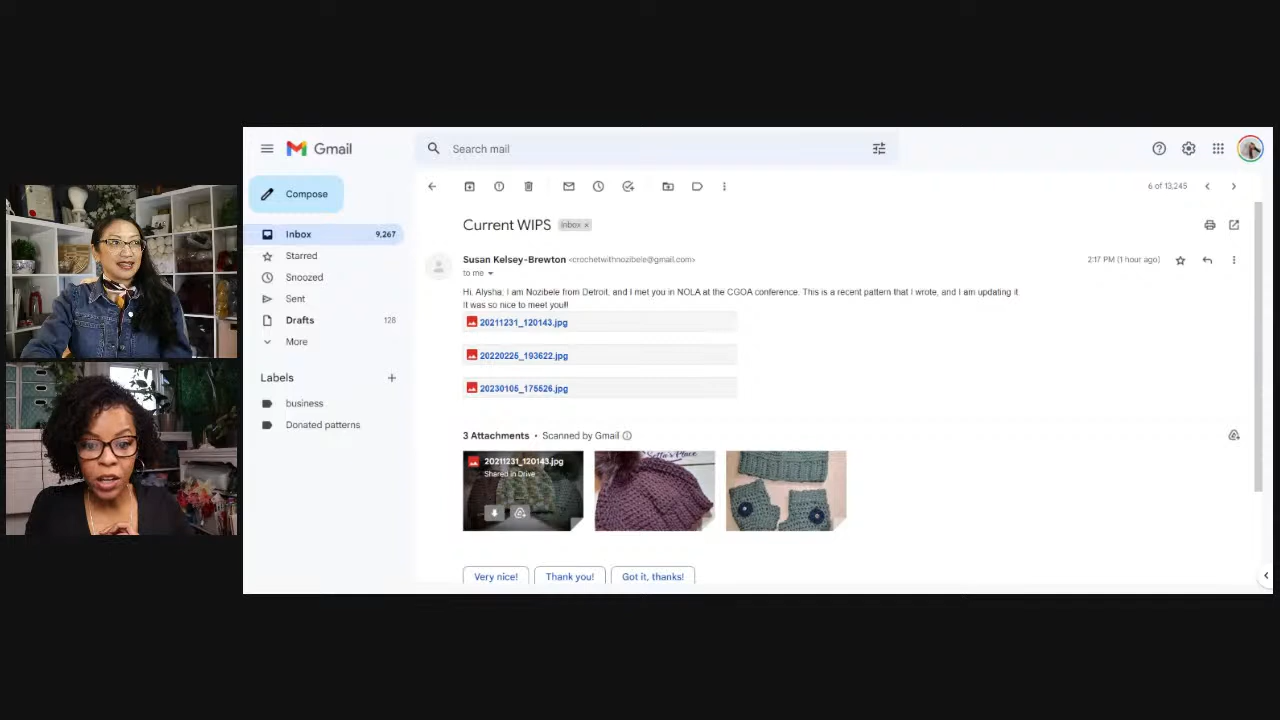 Gmail
Search mail
Compose
6 of 13,245
Inbox 9,267
Starred
Snoozed
Sent
Drafts 128
More
Labels
business
Donated patterns
Current WIPS Inbox ×
Susan Kelsey-Brewton <crochetwithnozibele@gmail.com> 2:17 PM (1 hour ago)
to me
Hi, Alysha; I am Nozibele from Detroit, and I met you in NOLA at the CGOA conference. This is a recent pattern that I wrote, and I am updating it.
It was so nice to meet you!!
20211231_120143.jpg
20220225_193622.jpg
20230105_175526.jpg
3 Attachments • Scanned by Gmail
20211231_120143.jpg
Shared in Drive
Place
Very nice! Thank you! Got it, thanks!